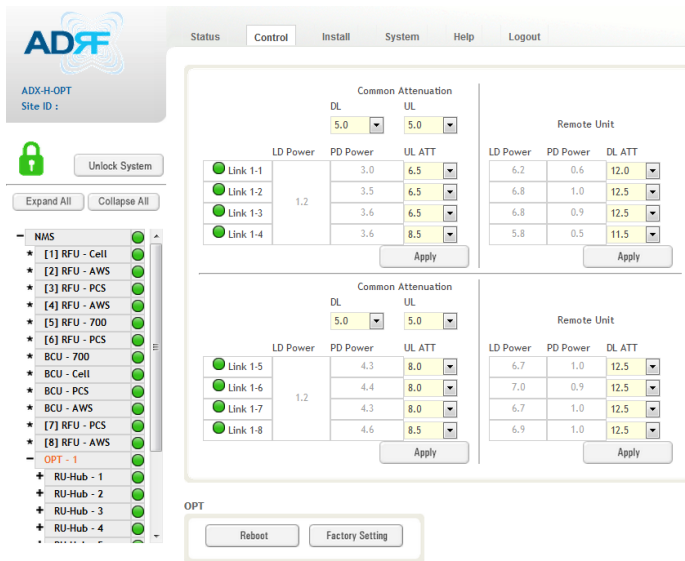 ADRF
Status Control Install System Help Logout
ADX-H-OPT
Site ID :
Unlock System
Expand All Collapse All
NMS
* [1] RFU - Cell
* [2] RFU - AWS
* [3] RFU - PCS
* [4] RFU - AWS
* [5] RFU - 700
* [6] RFU - PCS
* BCU - 700
* BCU - Cell
* BCU - PCS
* BCU - AWS
* [7] RFU - PCS
* [8] RFU - AWS
OPT - 1
+ RU-Hub - 1
+ RU-Hub - 2
+ RU-Hub - 3
+ RU-Hub - 4
Common Attenuation
DL UL
5.0 5.0 Remote Unit
LD Power PD Power UL ATT LD Power PD Power DL ATT
Link 1-1 3.0 6.5 6.2 0.6 12.0
Link 1-2 3.5 6.5 6.8 1.0 12.5
1.2
Link 1-3 3.6 6.5 6.8 0.9 12.5
Link 1-4 3.6 8.5 5.8 0.5 11.5
Apply Apply
Common Attenuation
DL UL
5.0 5.0 Remote Unit
LD Power PD Power UL ATT LD Power PD Power DL ATT
Link 1-5 4.3 8.0 6.7 1.0 12.5
Link 1-6 4.4 8.0 7.0 0.9 12.5
1.2
Link 1-7 4.3 8.0 6.7 1.0 12.5
Link 1-8 4.6 8.5 6.9 1.0 12.5
Apply Apply
OPT
Reboot Factory Setting